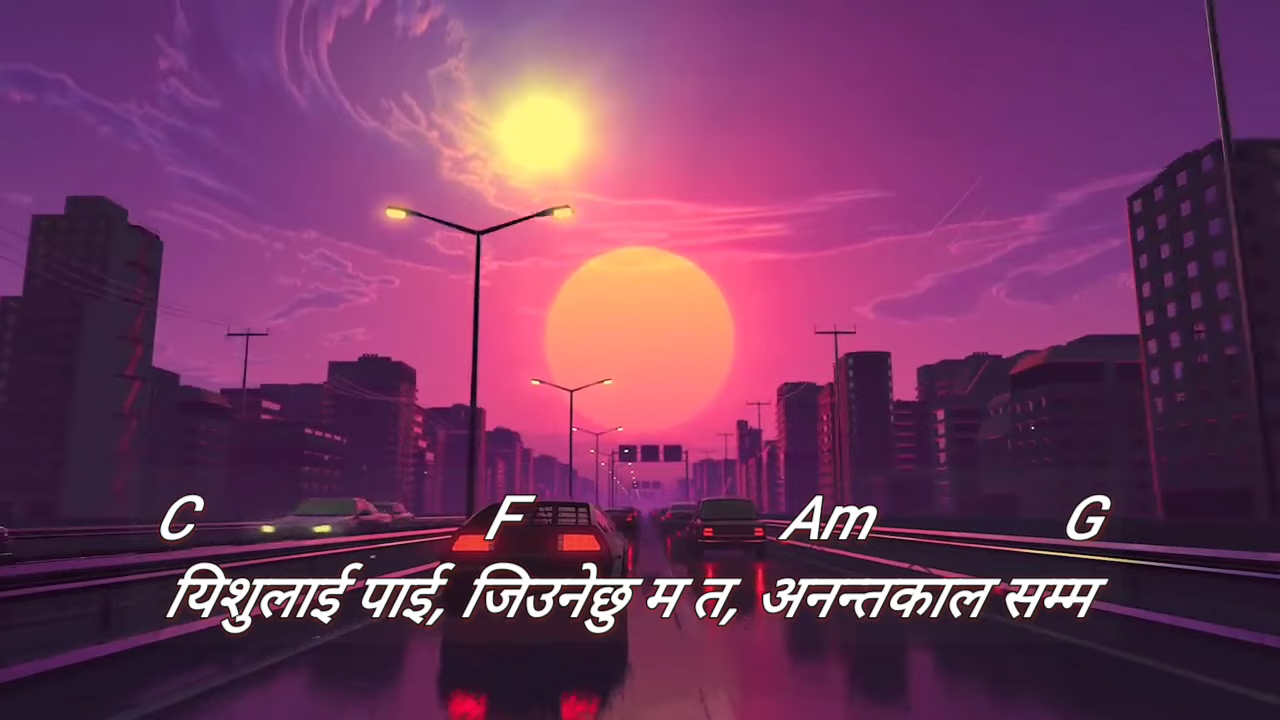 C F Am G
यिशुलाई पाई, जिउनेछु म त, अनन्तकाल सम्म